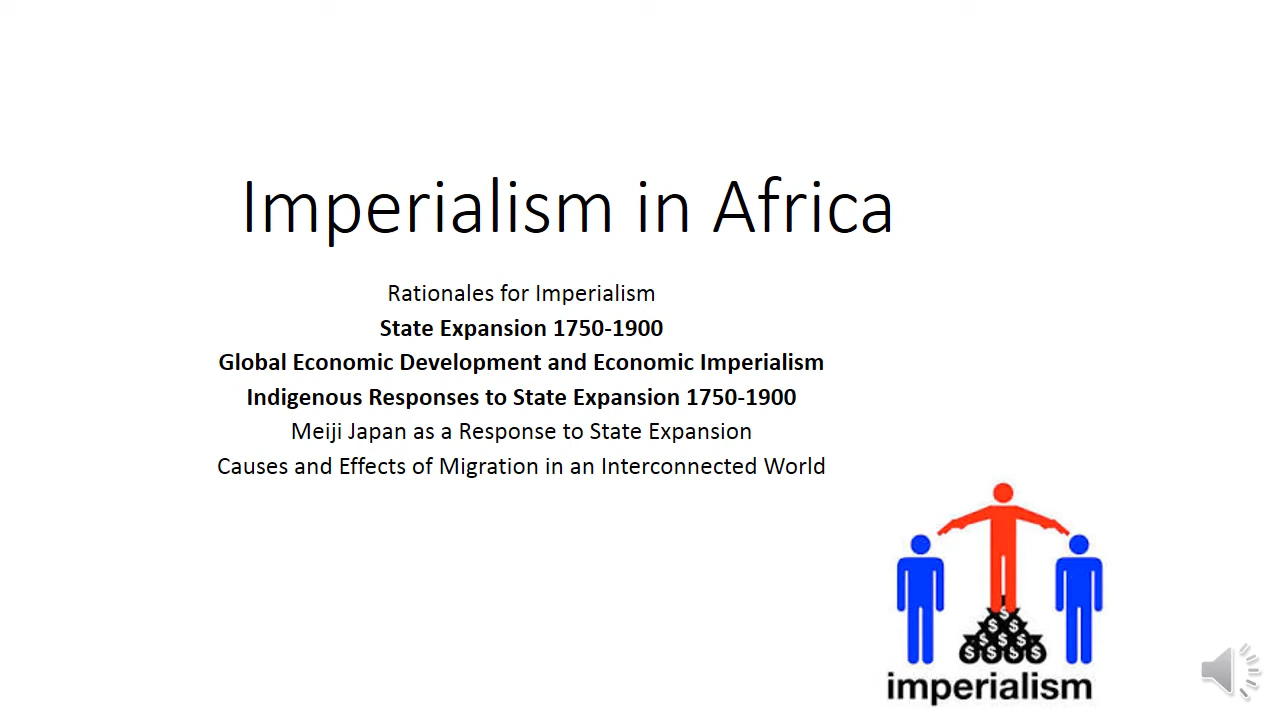 Imperialism in Africa
Rationales for Imperialism
State Expansion 1750-1900
Global Economic Development and Economic Imperialism
Indigenous Responses to State Expansion 1750-1900
Meiji Japan as a Response to State Expansion
Causes and Effects of Migration in an Interconnected World
$
$ $
$ $ $
$ $ $ $
imperialism